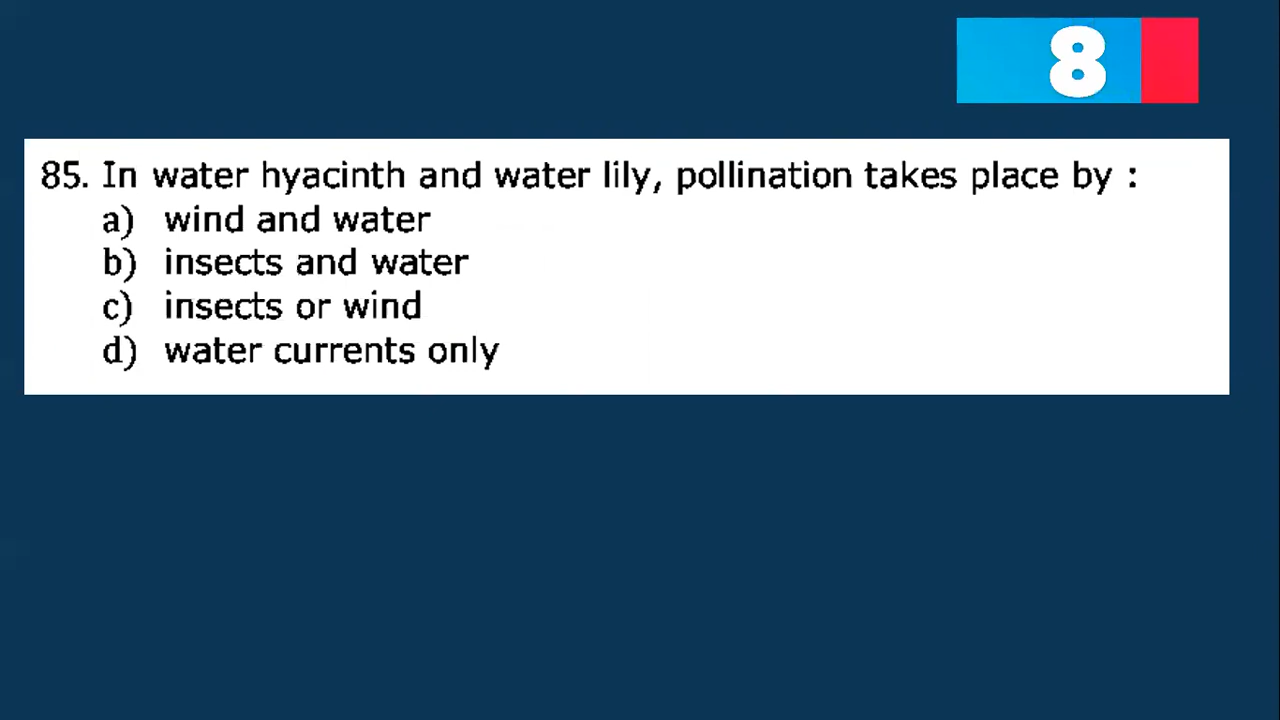 8
85. In water hyacinth and water lily, pollination takes place by :
a) wind and water
b) insects and water
c) insects or wind
d) water currents only